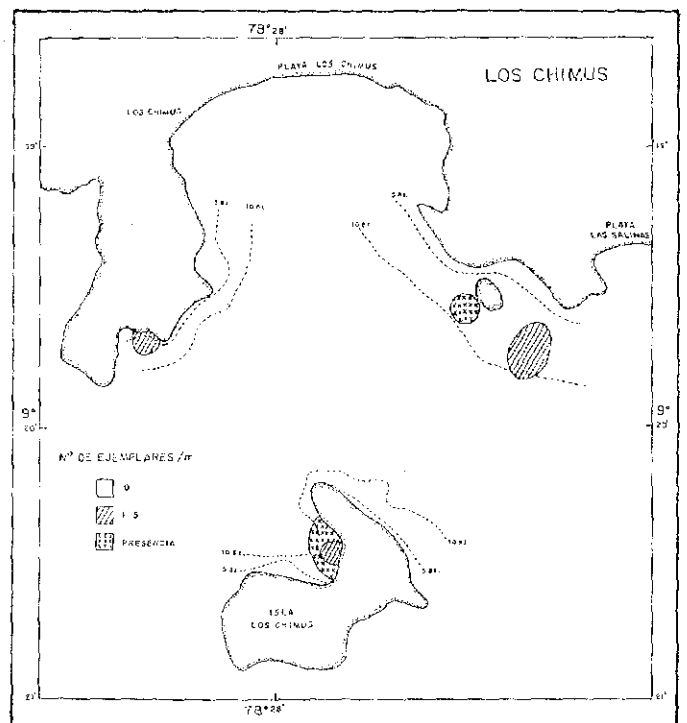 78° 28'
PLAYA LOS CHIMUS
LOS CHIMUS
LOS CHIMUS
19'
19'
5 Bz.
10 Bz.
5 Bz.
10 Bz.
PLAYA
LAS SALINAS
9°
20'
9°
20'
Nº DE EJEMPLARES /m
0
1-5
PRESENCIA
10 Bz.
5 Bz.
10 Bz.
5 Bz.
ISLA
LOS CHIMUS
21'
21'
78° 28'